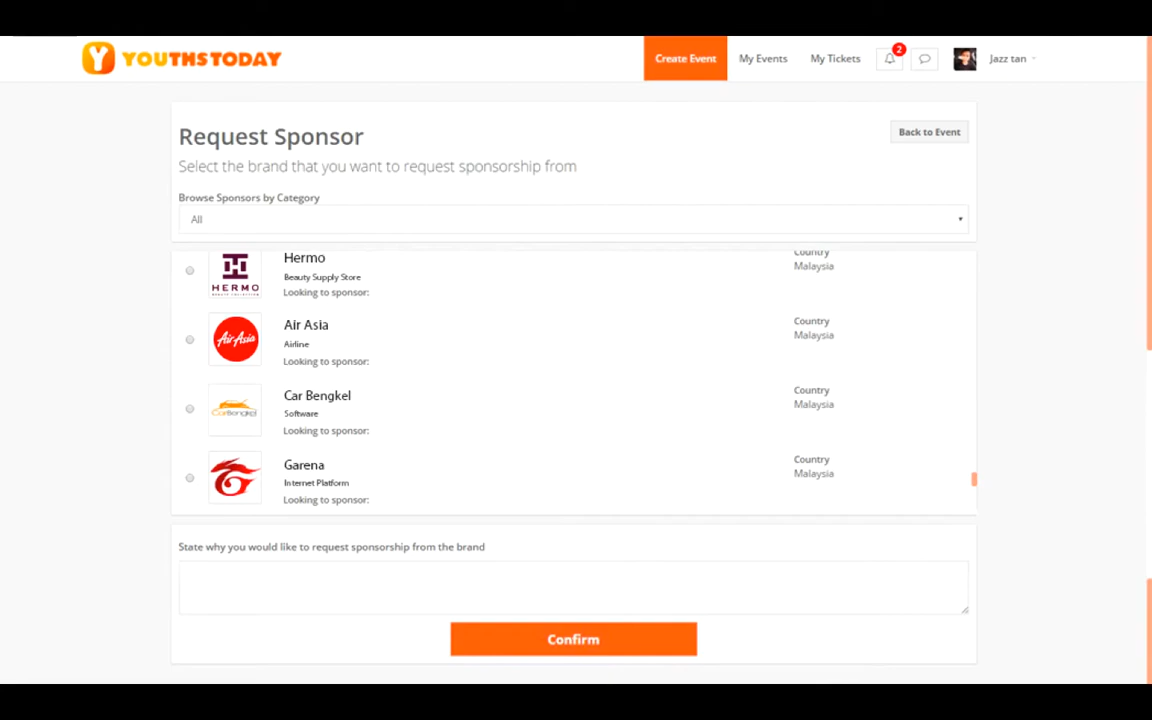 Y YOUTHSTODAY
Create Event My Events My Tickets 2 Jazz tan
Request Sponsor
Back to Event
Select the brand that you want to request sponsorship from
Browse Sponsors by Category
All
HERMO
Hermo
Beauty Supply Store
Looking to sponsor:
Country
Malaysia
AirAsia
Air Asia
Airline
Looking to sponsor:
Country
Malaysia
CarBengkel
Car Bengkel
Software
Looking to sponsor:
Country
Malaysia
Garena
Internet Platform
Looking to sponsor:
Country
Malaysia
State why you would like to request sponsorship from the brand
Confirm